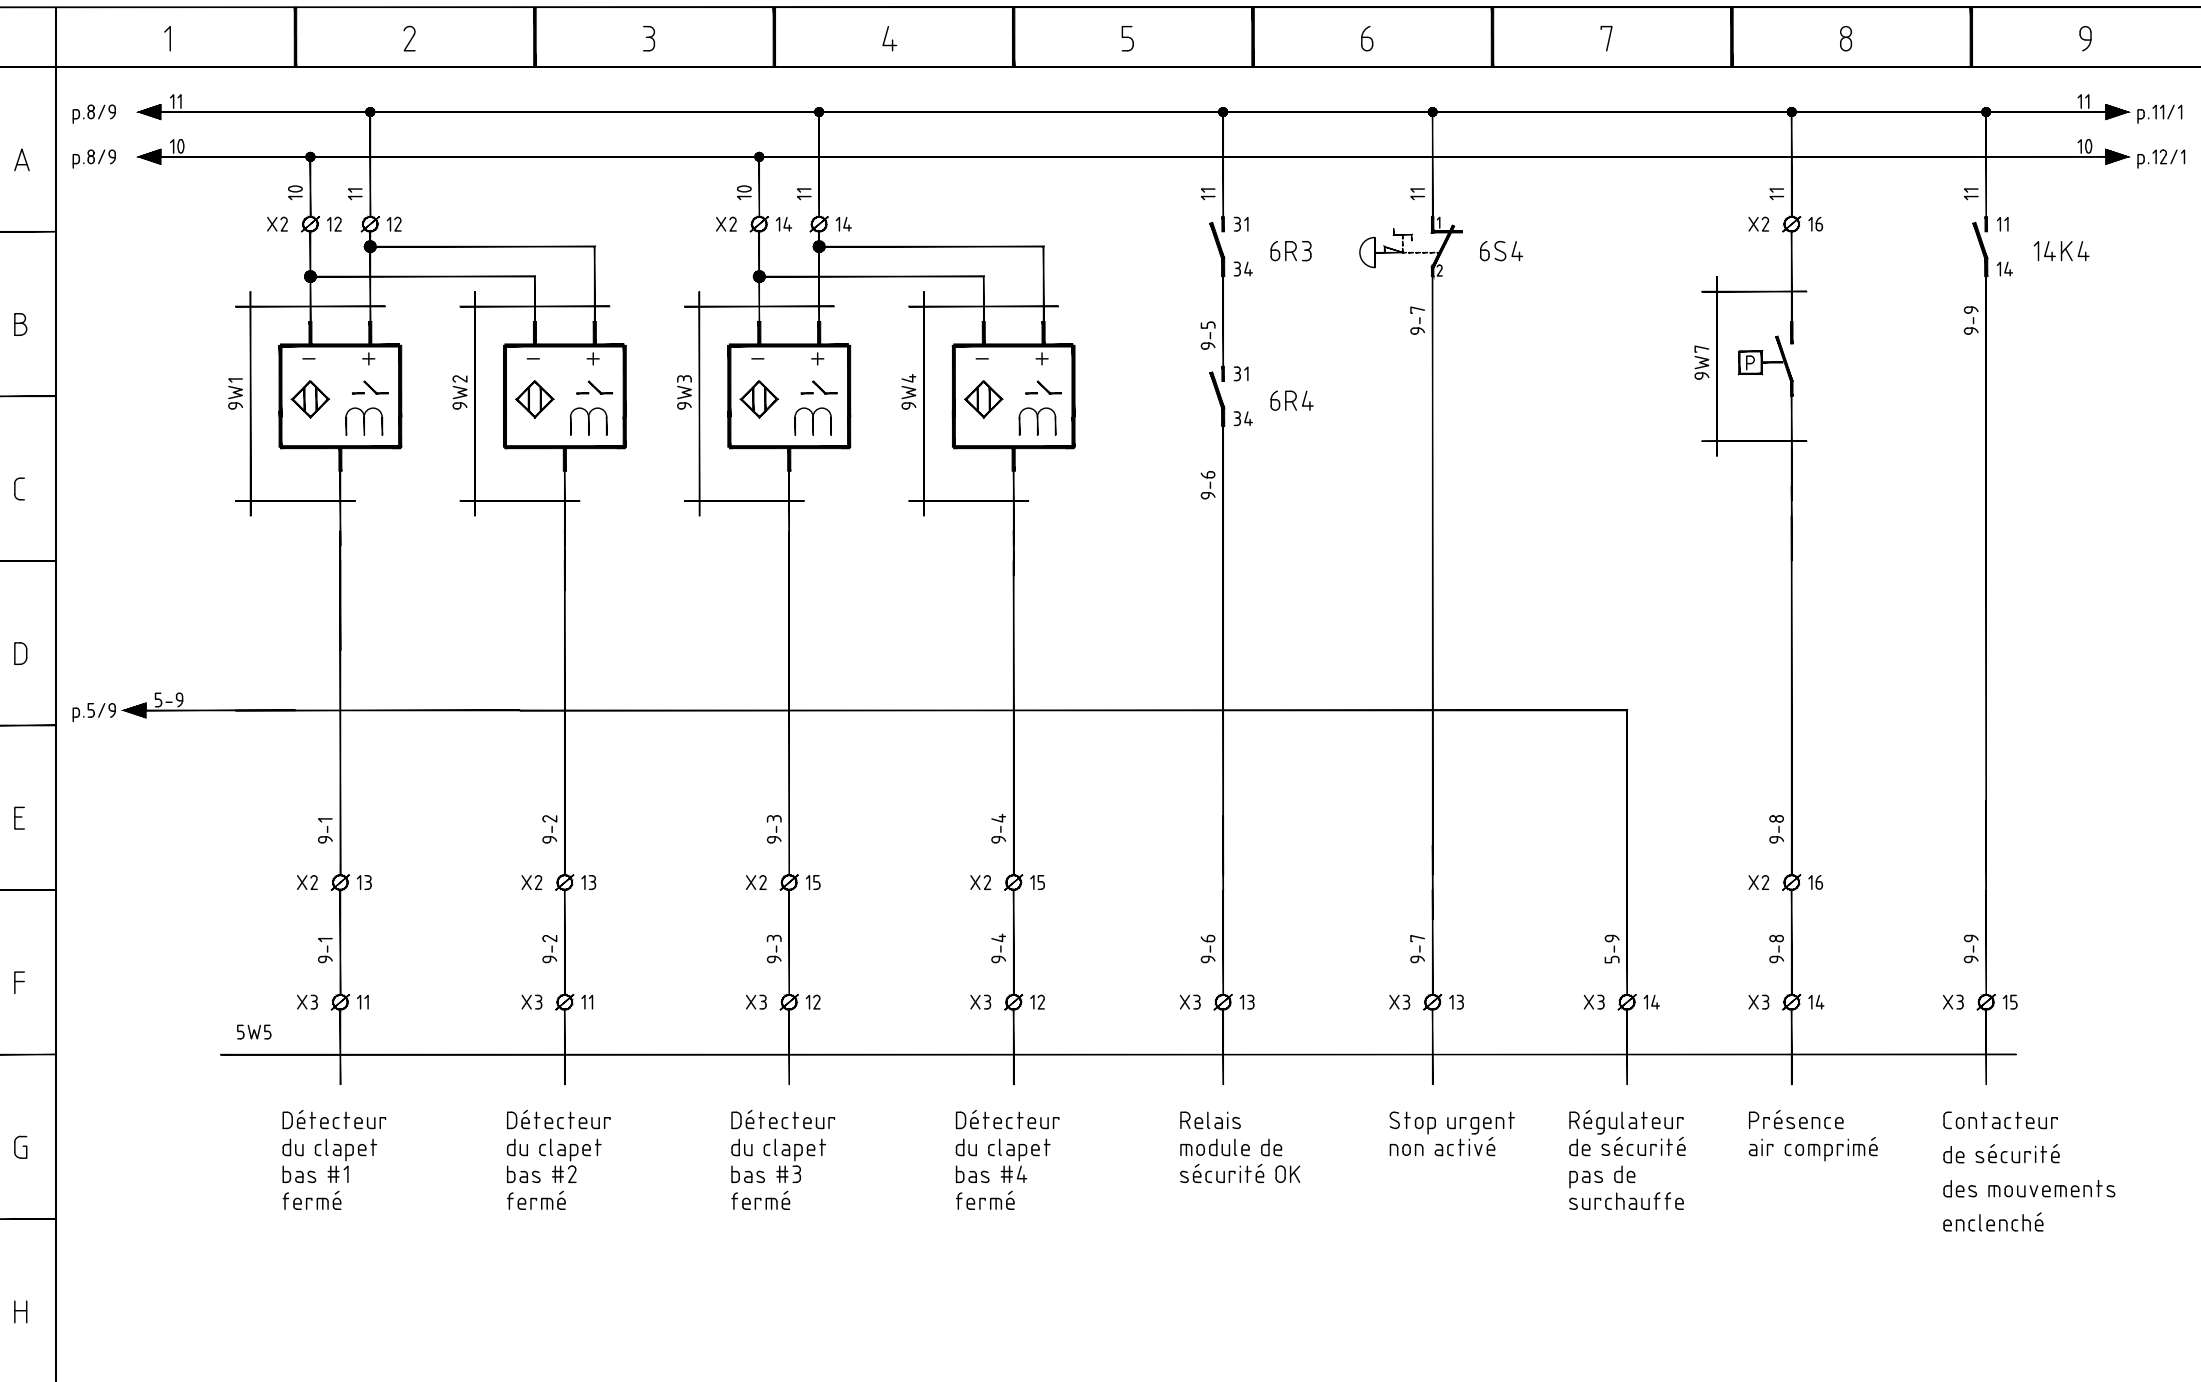 1 2 3 4 5 6 7 8 9
p.8/9 11 11 p.11/1
A
p.8/9 10 10 p.12/1
10 11 10 11 11 11 11 11
X2 12 12 X2 14 14 31 1 X2 16 11
6R3 6S4 14K4
34 2 14
B
9-5 9-7 9-9
- + - + - + - + 31
9W1 9W2 9W3 9W4 9W7 P
6R4
34
C
9-6
D
p.5/9 5-9
E
9-1 9-2 9-3 9-4 9-8
X2 13 X2 13 X2 15 X2 15 X2 16
9-1 9-2 9-3 9-4 9-6 9-7 5-9 9-8 9-9
F
X3 11 X3 11 X3 12 X3 12 X3 13 X3 13 X3 14 X3 14 X3 15
5W5
G
Détecteur
du clapet
bas #1
fermé
Détecteur
du clapet
bas #2
fermé
Détecteur
du clapet
bas #3
fermé
Détecteur
du clapet
bas #4
fermé
Relais
module de
sécurité OK
Stop urgent
non activé
Régulateur
de sécurité
pas de
surchauffe
Présence
air comprimé
Contacteur
de sécurité
des mouvements
enclenché
H